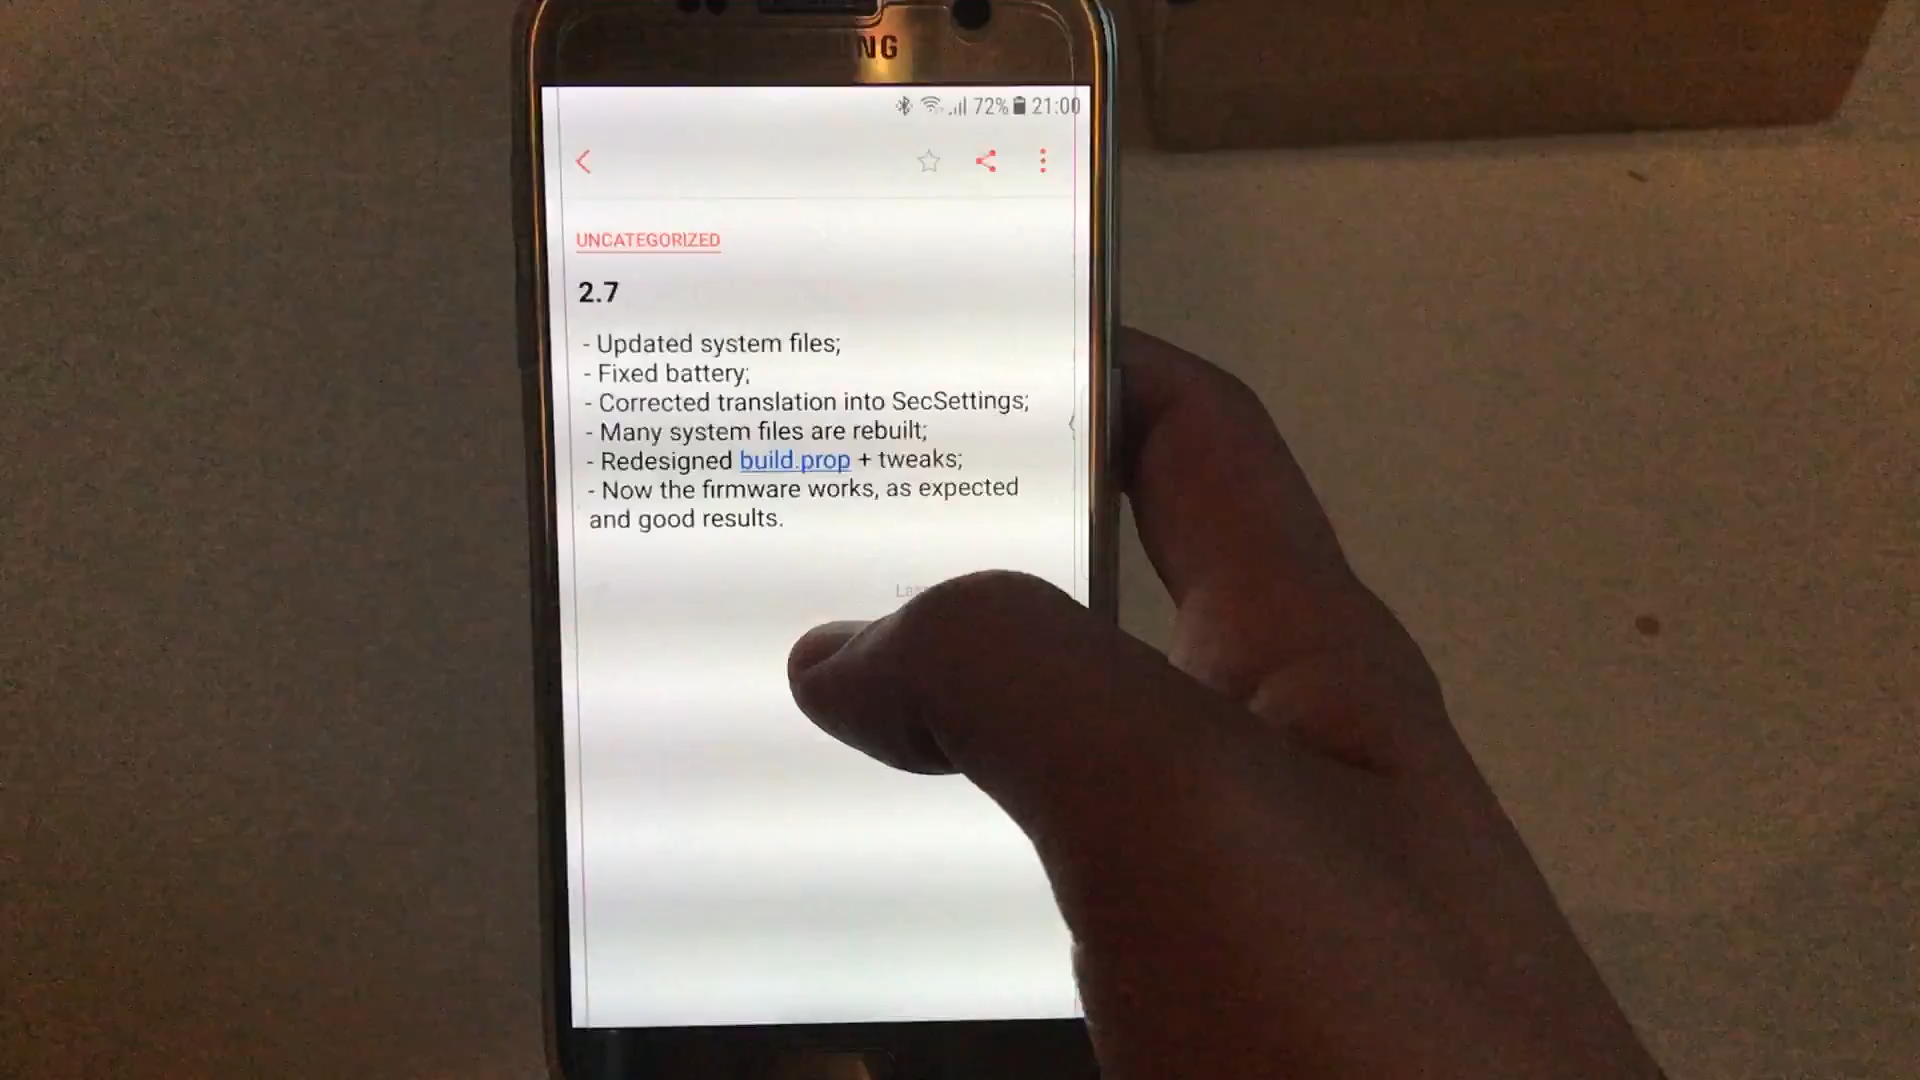 NG
72% 21:00
UNCATEGORIZED
2.7
- Updated system files;
- Fixed battery;
- Corrected translation into SecSettings;
- Many system files are rebuilt;
- Redesigned build.prop + tweaks;
- Now the firmware works, as expected
and good results.